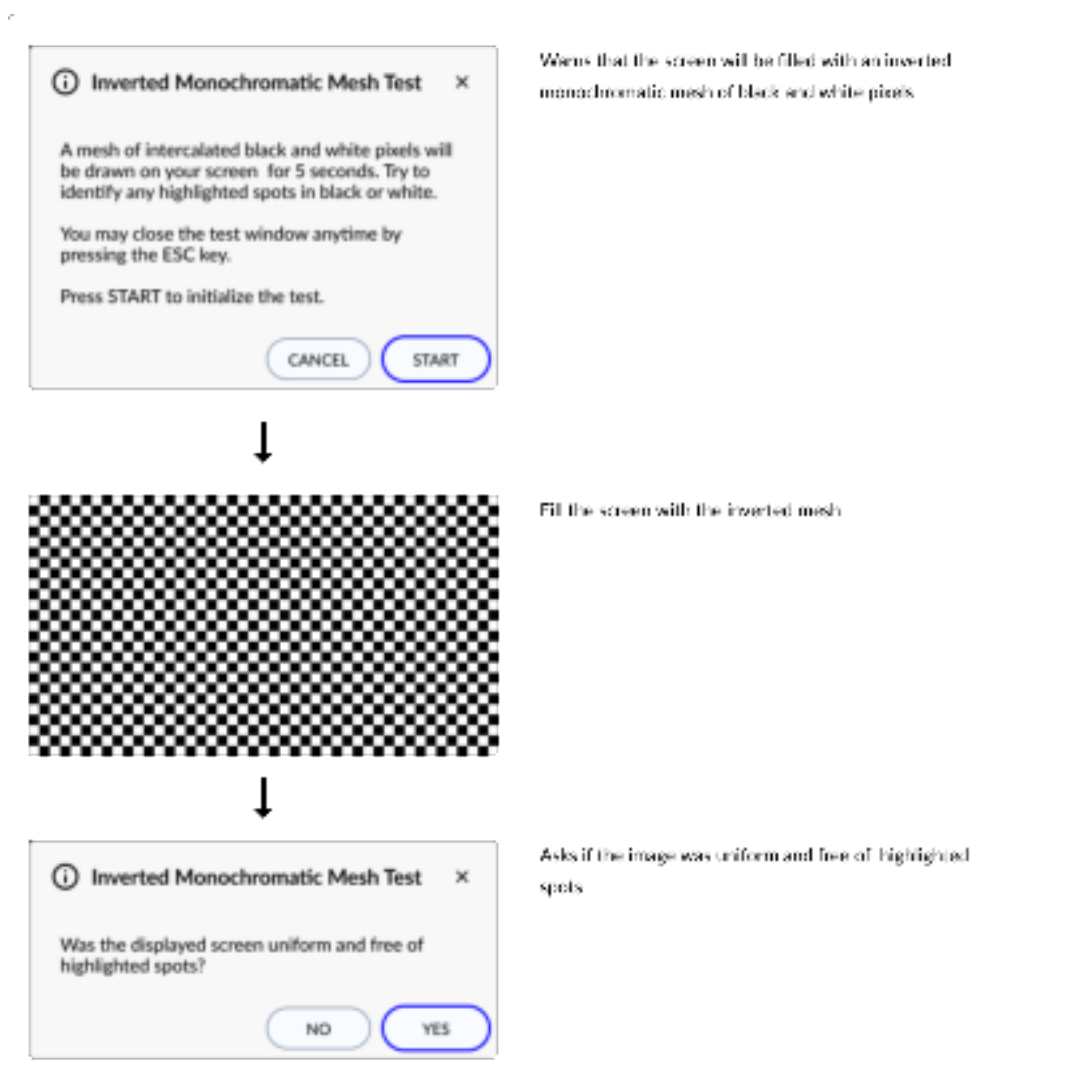 Inverted Monochromatic Mesh Test
Warns that the screen will be filled with an inverted
monochromatic mesh of black and white pixels
A mesh of intercalated black and white pixels will
be drawn on your screen for 5 seconds. Try to
identify any highlighted spots in black or white.
You may close the test window anytime by
pressing the ESC key.
Press START to initialize the test.
CANCEL
START
Fill the screen with the inverted mesh
Inverted Monochromatic Mesh Test
Asks if the image was uniform and free of highlighted
spots
Was the displayed screen uniform and free of
highlighted spots?
NO
YES